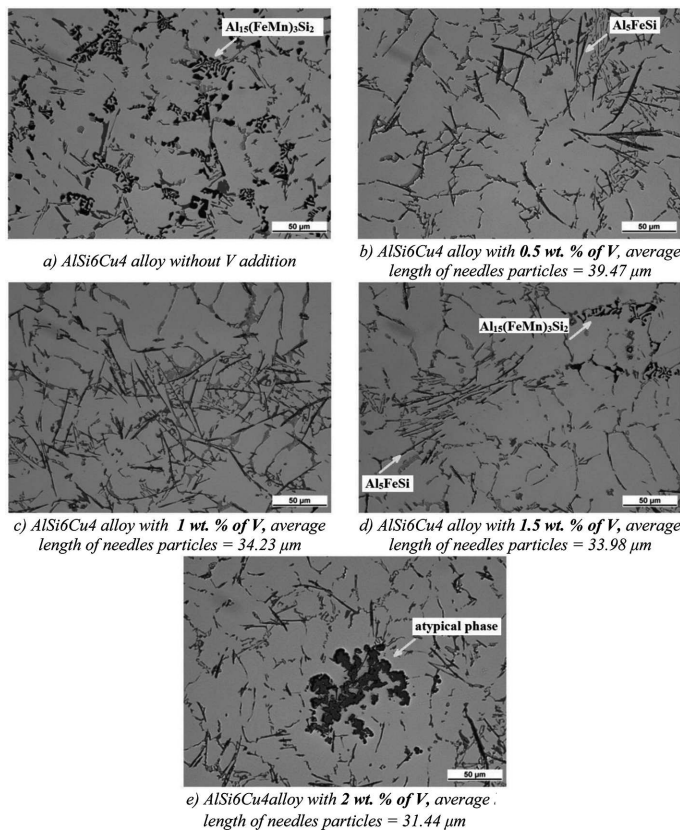 Al₁₅(FeMn)₃Si₂
50 µm
a) AlSi6Cu4 alloy without V addition
Al₅FeSi
50 µm
b) AlSi6Cu4 alloy with 0.5 wt. % of V, average
length of needles particles = 39.47 µm
50 µm
c) AlSi6Cu4 alloy with 1 wt. % of V, average
length of needles particles = 34.23 µm
Al₁₅(FeMn)₃Si₂
Al₅FeSi
50 µm
d) AlSi6Cu4 alloy with 1.5 wt. % of V, average
length of needles particles = 33.98 µm
atypical phase
50 µm
e) AlSi6Cu4alloy with 2 wt. % of V, average
length of needles particles = 31.44 µm